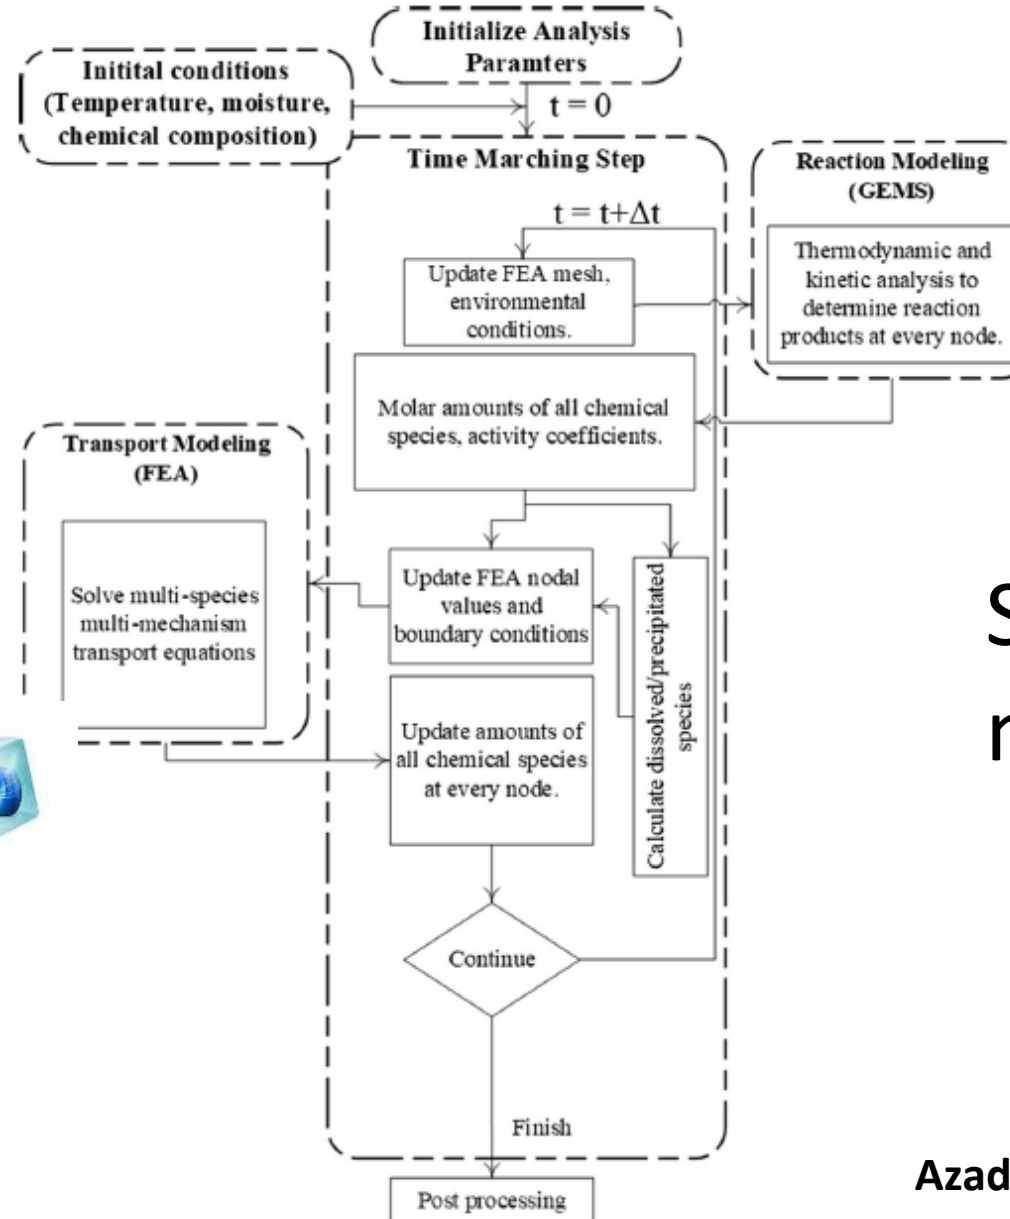 Initialize Analysis
Paramters
Initital conditions
(Temperature, moisture,
chemical composition)
t = 0
Time Marching Step
Reaction Modeling
(GEMS)
t = t+Δt
Update FEA mesh,
environmental
conditions.
Thermodynamic and
kinetic analysis to
determine reaction
products at every node.
Molar amounts of all chemical
species, activity coefficients.
Transport Modeling
(FEA)
Solve multi-species
multi-mechanism
transport equations
Update FEA nodal
values and
boundary conditions
Calculate dissolved/precipitated
species
Update amounts of
all chemical species
at every node.
Continue
Finish
Post processing
Azad